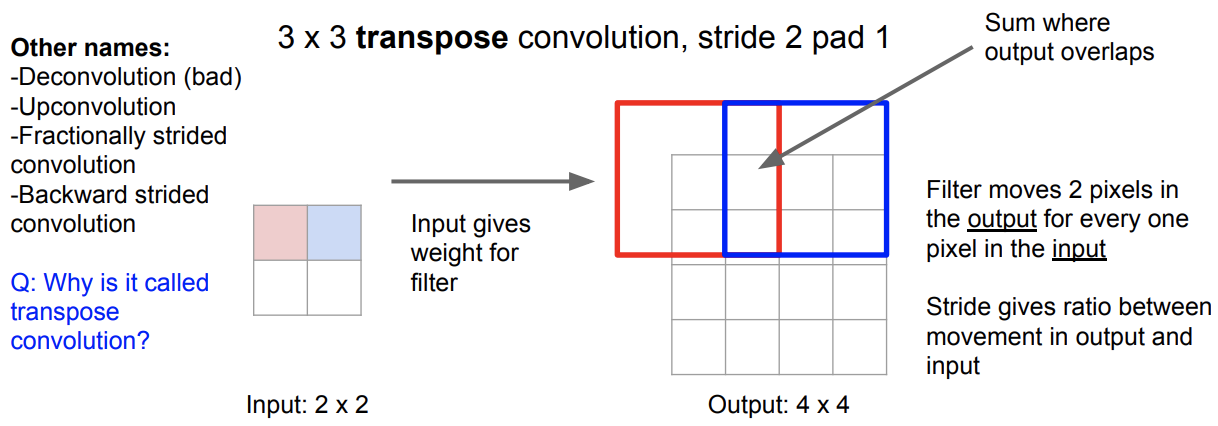 3 x 3 transpose convolution, stride 2 pad 1
Other names:
-Deconvolution (bad)
-Upconvolution
-Fractionally strided
convolution
-Backward strided
convolution
Q: Why is it called
transpose
convolution?
Input: 2 x 2
Input gives
weight for
filter
Output: 4 x 4
Sum where
output overlaps
Filter moves 2 pixels in
the output for every one
pixel in the input
Stride gives ratio between
movement in output and
input